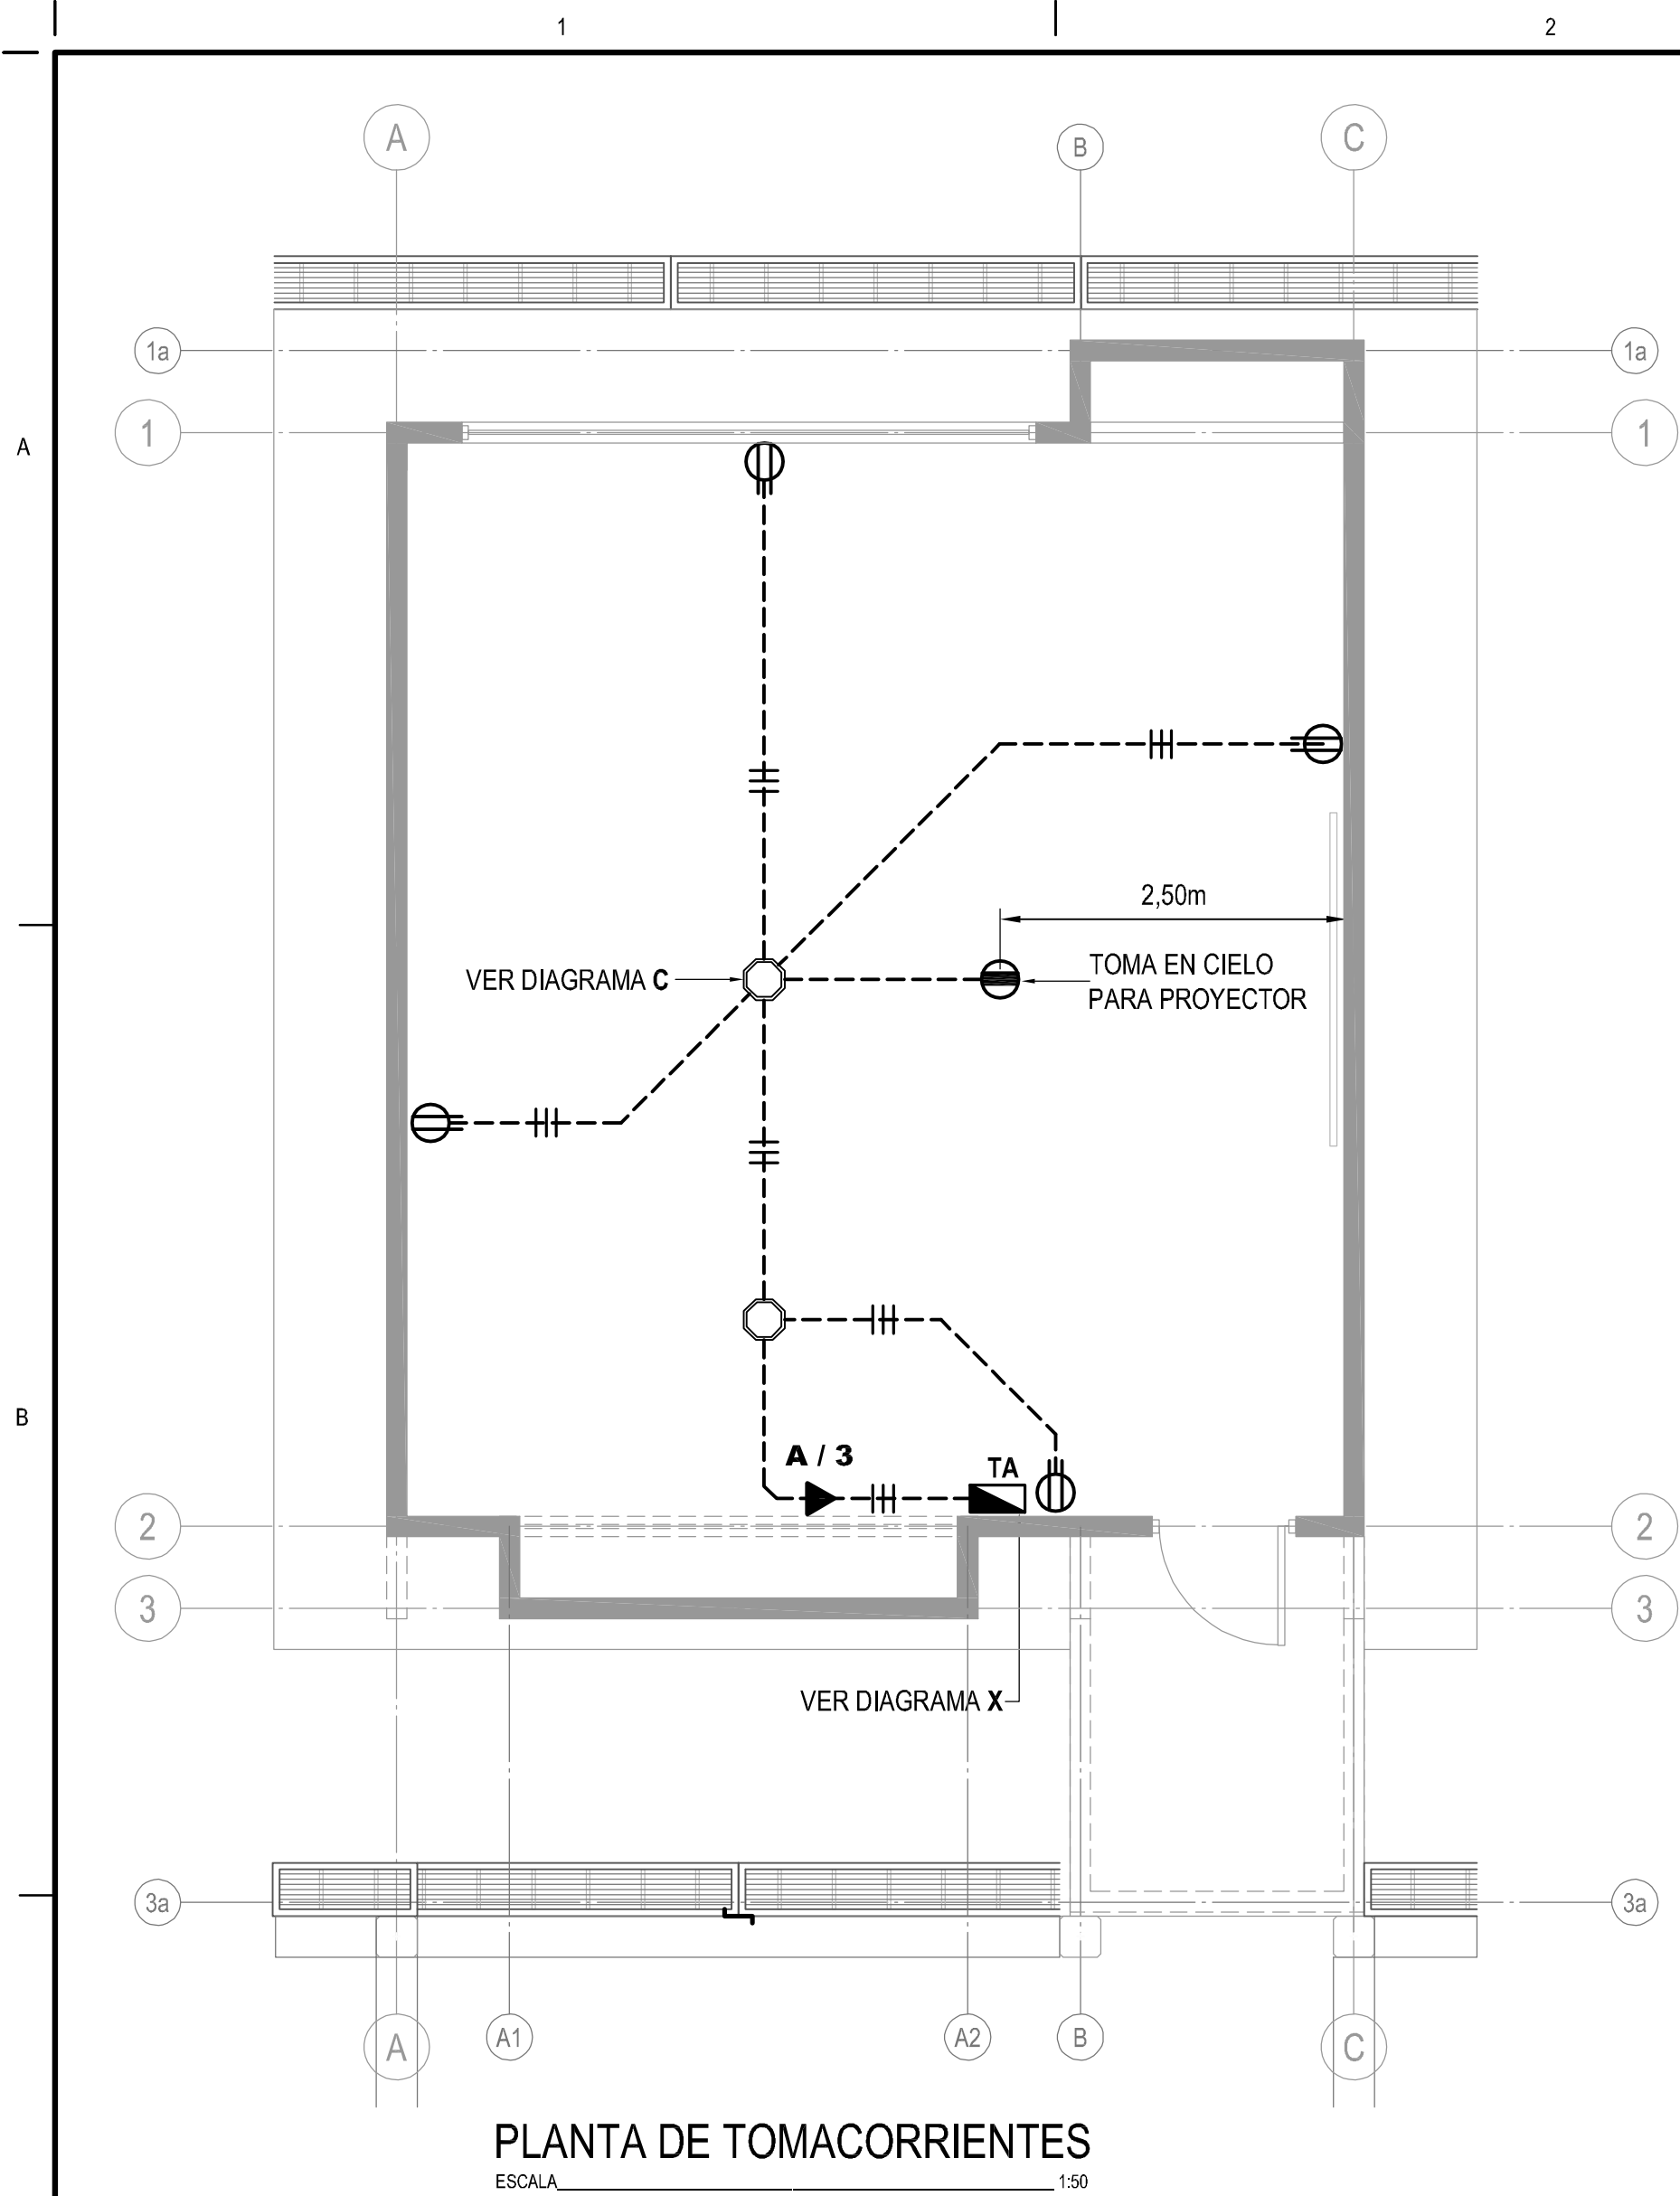 1
2
A
B
C
1a
1a
1
1
A
2,50m
TOMA EN CIELO
PARA PROYECTOR
VER DIAGRAMA C
B
A / 3
TA
2
2
3
3
VER DIAGRAMA X
3a
3a
A
A1
A2
B
C
PLANTA DE TOMACORRIENTES
ESCALA 1:50